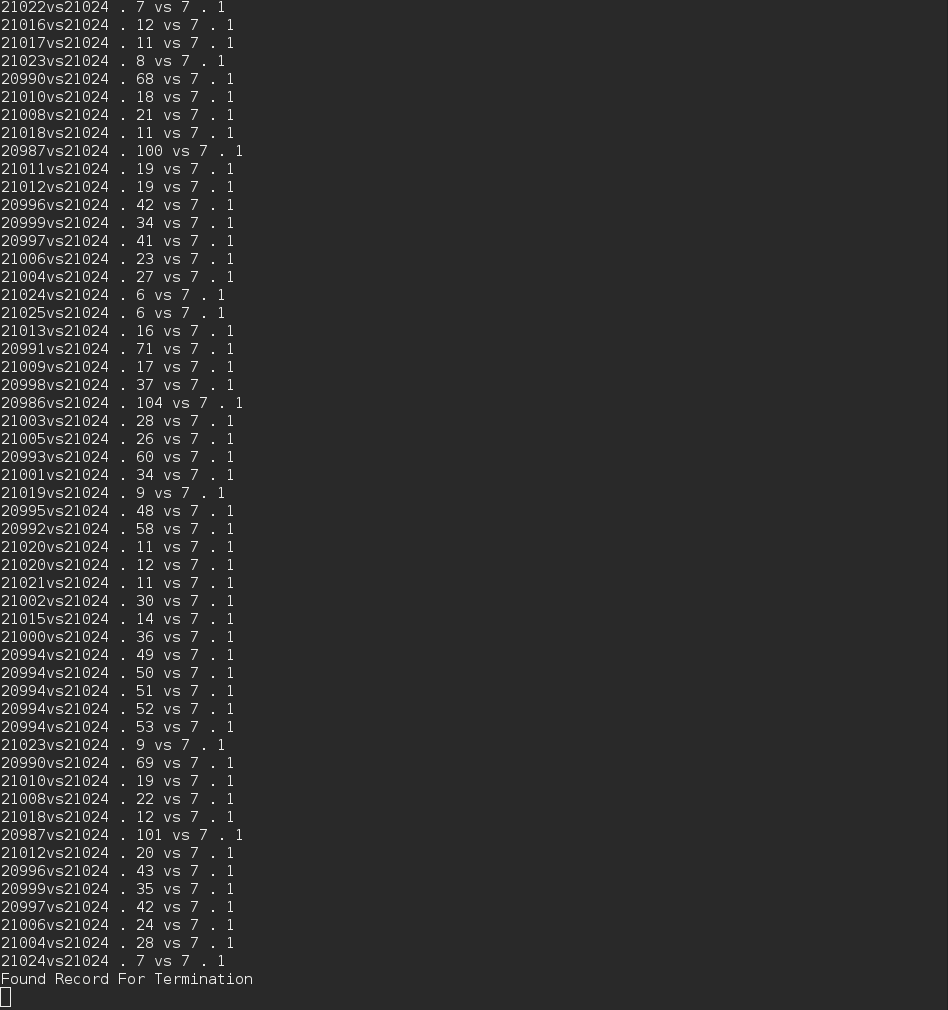 21022vs21024 . 7 vs 7 . 1
21016vs21024 . 12 vs 7 . 1
21017vs21024 . 11 vs 7 . 1
21023vs21024 . 8 vs 7 . 1
20990vs21024 . 68 vs 7 . 1
21010vs21024 . 18 vs 7 . 1
21008vs21024 . 21 vs 7 . 1
21018vs21024 . 11 vs 7 . 1
20987vs21024 . 100 vs 7 . 1
21011vs21024 . 19 vs 7 . 1
21012vs21024 . 19 vs 7 . 1
20996vs21024 . 42 vs 7 . 1
20999vs21024 . 34 vs 7 . 1
20997vs21024 . 41 vs 7 . 1
21006vs21024 . 23 vs 7 . 1
21004vs21024 . 27 vs 7 . 1
21024vs21024 . 6 vs 7 . 1
21025vs21024 . 6 vs 7 . 1
21013vs21024 . 16 vs 7 . 1
20991vs21024 . 71 vs 7 . 1
21009vs21024 . 17 vs 7 . 1
20998vs21024 . 37 vs 7 . 1
20986vs21024 . 104 vs 7 . 1
21003vs21024 . 28 vs 7 . 1
21005vs21024 . 26 vs 7 . 1
20993vs21024 . 60 vs 7 . 1
21001vs21024 . 34 vs 7 . 1
21019vs21024 . 9 vs 7 . 1
20995vs21024 . 48 vs 7 . 1
20992vs21024 . 58 vs 7 . 1
21020vs21024 . 11 vs 7 . 1
21020vs21024 . 12 vs 7 . 1
21021vs21024 . 11 vs 7 . 1
21002vs21024 . 30 vs 7 . 1
21015vs21024 . 14 vs 7 . 1
21000vs21024 . 36 vs 7 . 1
20994vs21024 . 49 vs 7 . 1
20994vs21024 . 50 vs 7 . 1
20994vs21024 . 51 vs 7 . 1
20994vs21024 . 52 vs 7 . 1
20994vs21024 . 53 vs 7 . 1
21023vs21024 . 9 vs 7 . 1
20990vs21024 . 69 vs 7 . 1
21010vs21024 . 19 vs 7 . 1
21008vs21024 . 22 vs 7 . 1
21018vs21024 . 12 vs 7 . 1
20987vs21024 . 101 vs 7 . 1
21012vs21024 . 20 vs 7 . 1
20996vs21024 . 43 vs 7 . 1
20999vs21024 . 35 vs 7 . 1
20997vs21024 . 42 vs 7 . 1
21006vs21024 . 24 vs 7 . 1
21004vs21024 . 28 vs 7 . 1
21024vs21024 . 7 vs 7 . 1
Found Record For Termination